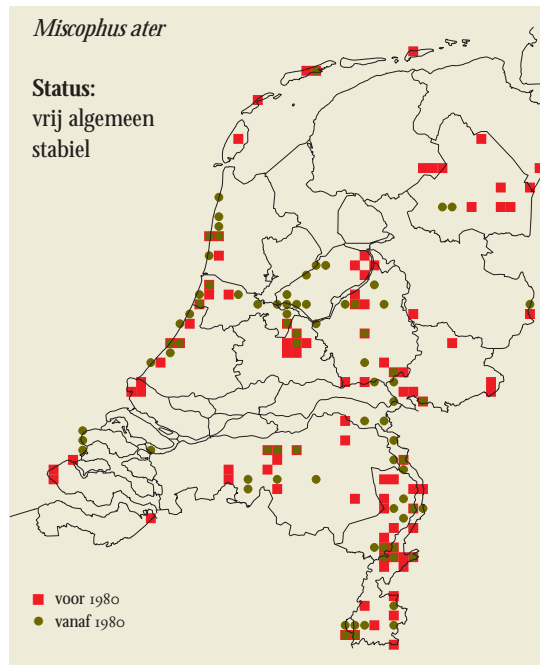 Miscophus ater
Status:
vrij algemeen
stabiel
voor 1980
vanaf 1980